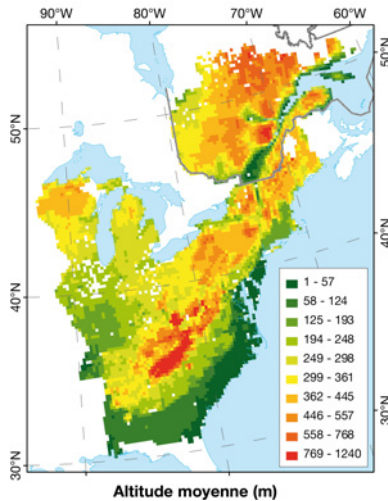 90°W 80°W 70°W 60°W
50°N
50°N
40°N
40°N
30°N
30°N
1 - 57
58 - 124
125 - 193
194 - 248
249 - 298
299 - 361
362 - 445
446 - 557
558 - 768
769 - 1240
Altitude moyenne (m)